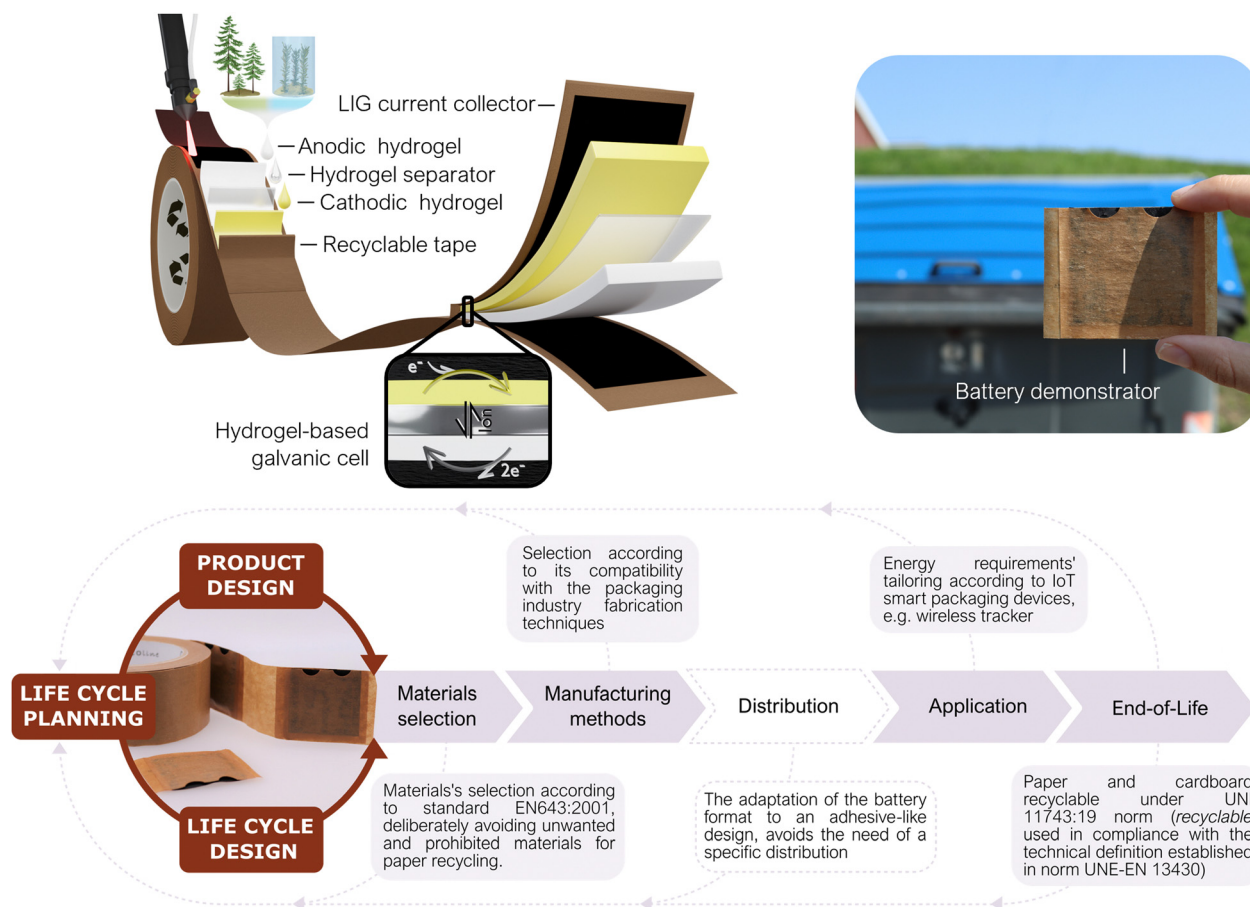 LIG current collector
Anodic hydrogel
Hydrogel separator
Cathodic hydrogel
Recyclable tape
e-
Ion
2e-
Hydrogel-based
galvanic cell
Battery demonstrator
PRODUCT
DESIGN
LIFE CYCLE
PLANNING
LIFE CYCLE
DESIGN
Selection according
to its compatibility
with the packaging
industry fabrication
techniques
Energy requirements'
tailoring according to IoT
smart packaging devices,
e.g. wireless tracker
Materials
selection
Manufacturing
methods
Distribution
Application
End-of-Life
Materials's selection according
to standard EN643:2001,
deliberately avoiding unwanted
and prohibited materials for
paper recycling.
The adaptation of the battery
format to an adhesive-like
design, avoids the need of a
specific distribution
Paper and cardboard
recyclable under UNI
11743:19 norm (recyclable
used in compliance with the
technical definition established
in norm UNE-EN 13430)